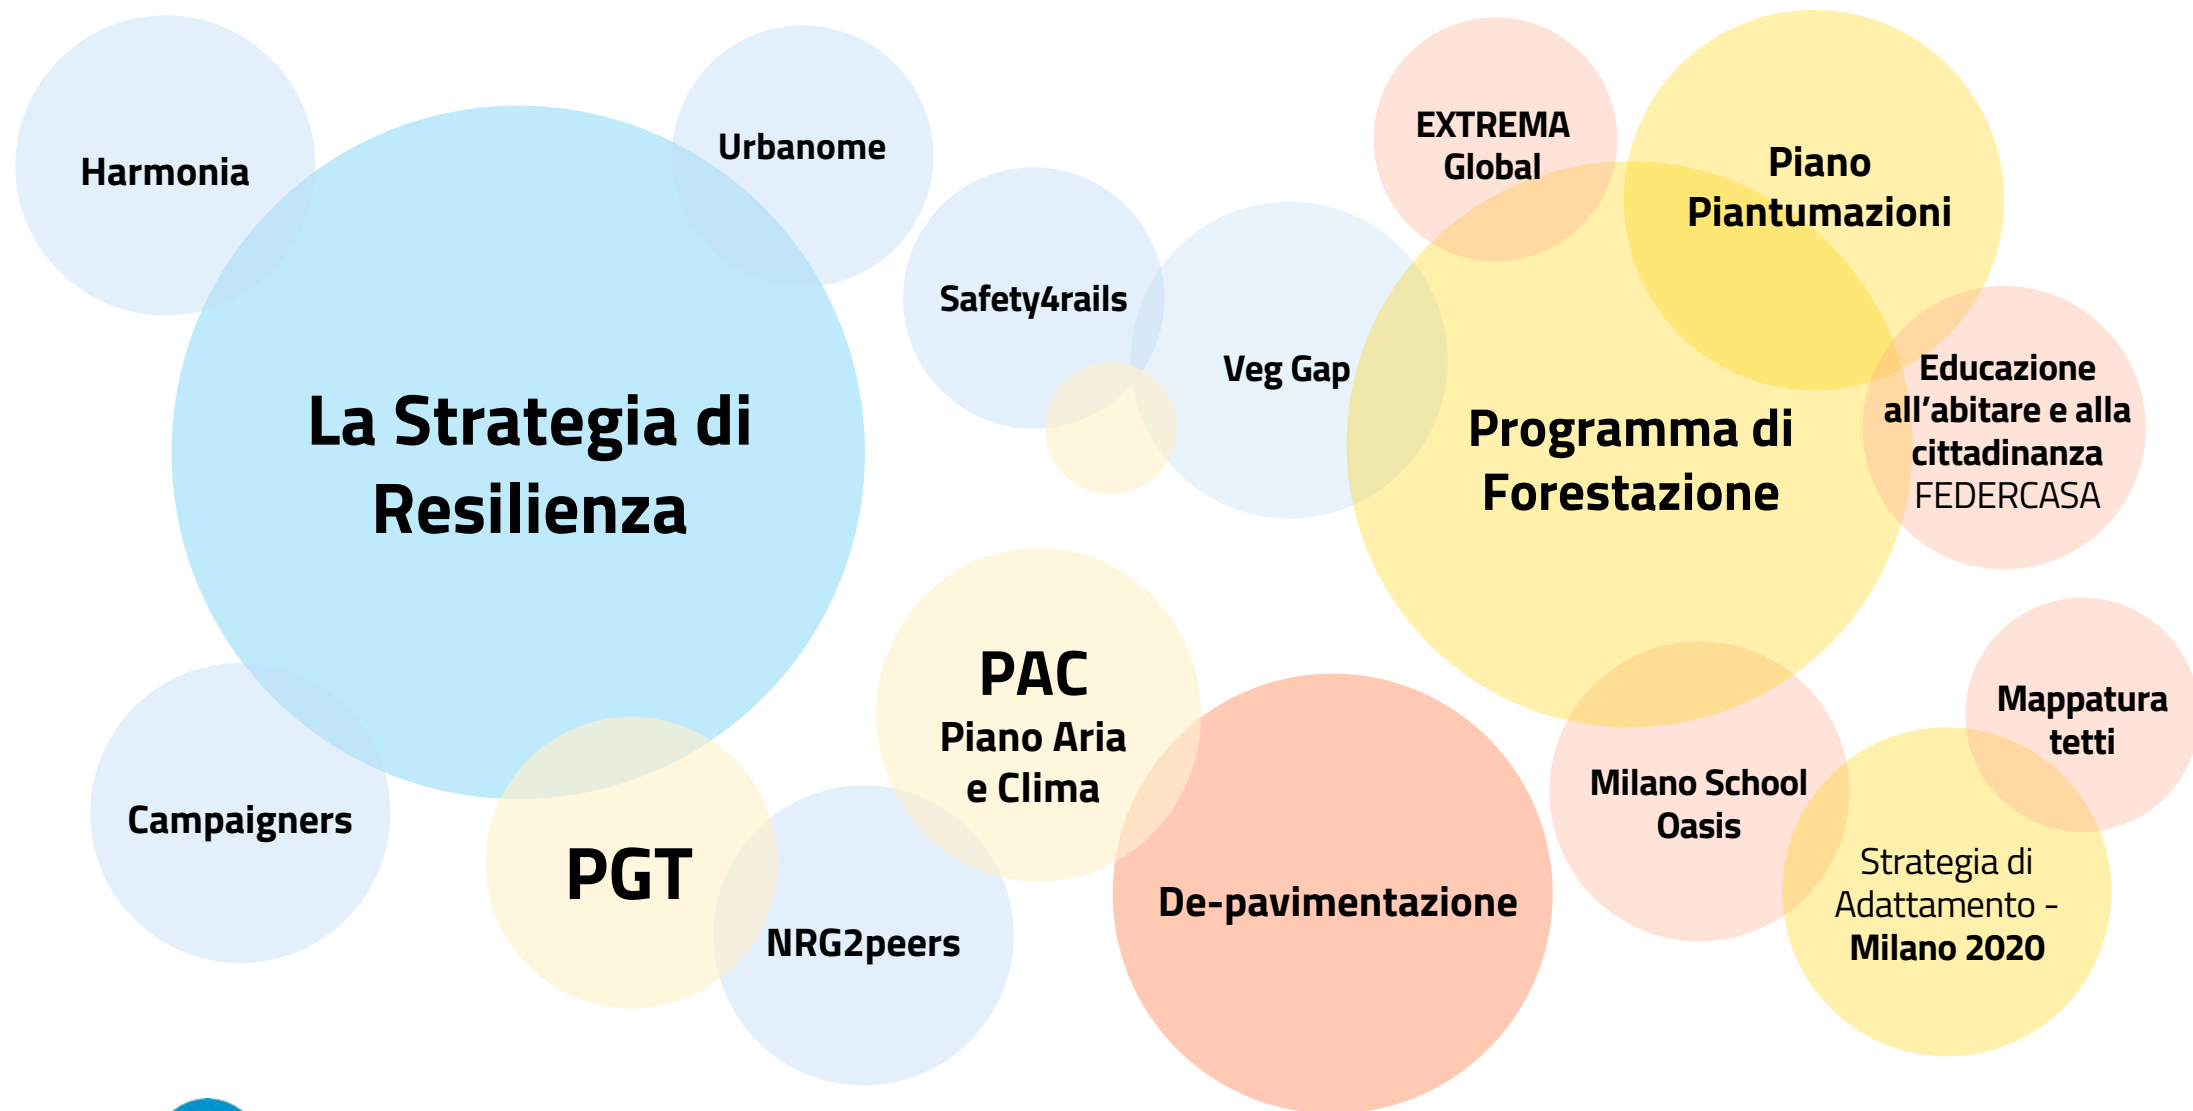 Harmonia
Urbanome
La Strategia di
Resilienza
Campaigners
PGT
NRG2peers
Safety4rails
Veg Gap
PAC
Piano Aria
e Clima
De-pavimentazione
EXTREMA
Global
Piano
Piantumazioni
Programma di
Forestazione
Educazione
all’abitare e alla
cittadinanza
FEDERCASA
Milano School
Oasis
Mappatura
tetti
Strategia di
Adattamento -
Milano 2020